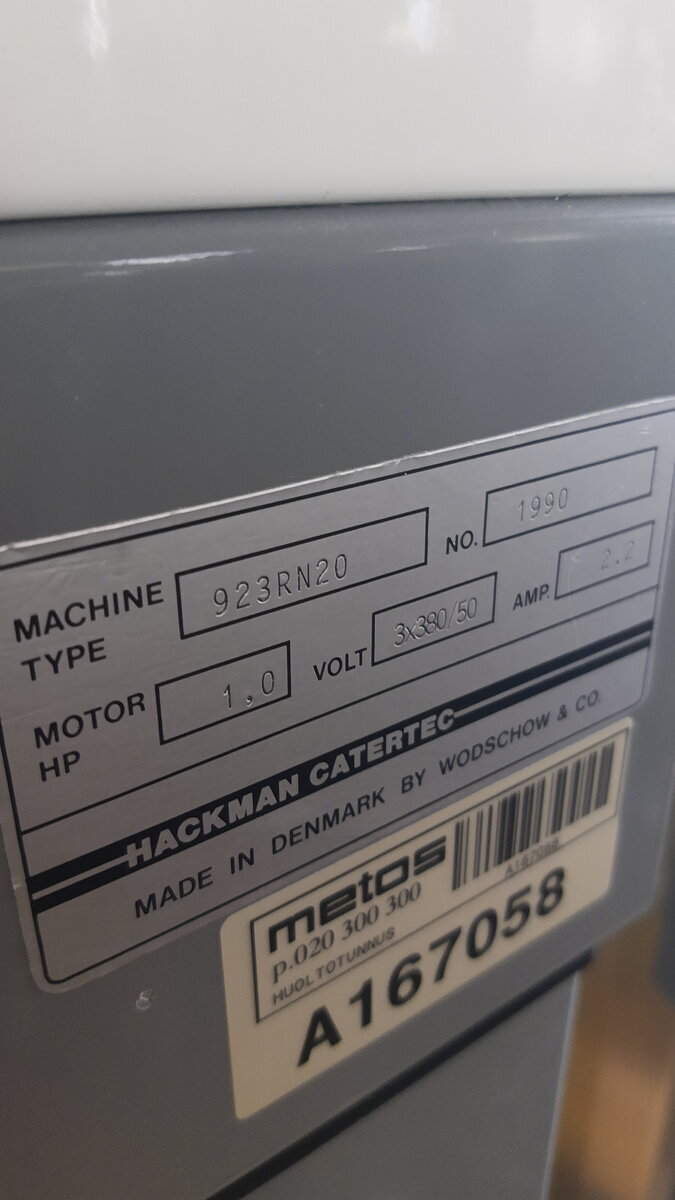 MACHINE TYPE 923RN20 NO. 1990
MOTOR HP 1,0 VOLT 3x380/50 AMP. 2.2
HACKMAN CATERTEC
MADE IN DENMARK BY WODSCHOW & CO.
metos
A167058
p.020 300 300
HUOLTOTUNNUS
A167058